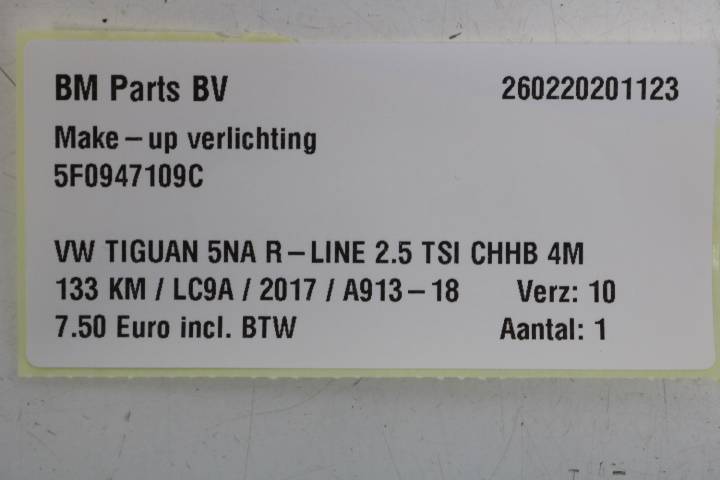 BM Parts BV 260220201123
Make-up verlichting
5F0947109C
VW TIGUAN 5NA R-LINE 2.5 TSI CHHB 4M
133 KM / LC9A / 2017 / A913-18 Verz: 10
7.50 Euro incl. BTW Aantal: 1